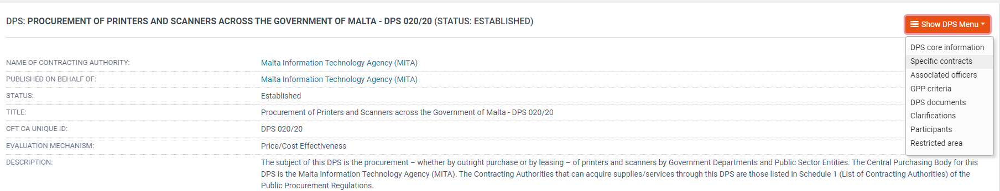 DPS: PROCUREMENT OF PRINTERS AND SCANNERS ACROSS THE GOVERNMENT OF MALTA - DPS 020/20 (STATUS: ESTABLISHED)
Show DPS Menu
DPS core information
Specific contracts
Associated officers
GPP criteria
DPS documents
Clarifications
Participants
Restricted area
NAME OF CONTRACTING AUTHORITY: Malta Information Technology Agency (MITA)
PUBLISHED ON BEHALF OF: Malta Information Technology Agency (MITA)
STATUS: Established
TITLE: Procurement of Printers and Scanners across the Government of Malta - DPS 020/20
CFT CA UNIQUE ID: DPS 020/20
EVALUATION MECHANISM: Price/Cost Effectiveness
DESCRIPTION: The subject of this DPS is the procurement – whether by outright purchase or by leasing – of printers and scanners by Government Departments and Public Sector Entities. The Central Purchasing Body for this
DPS is the Malta Information Technology Agency (MITA). The Contracting Authorities that can acquire supplies/services through this DPS are those listed in Schedule 1 (List of Contracting Authorities) of the
Public Procurement Regulations.